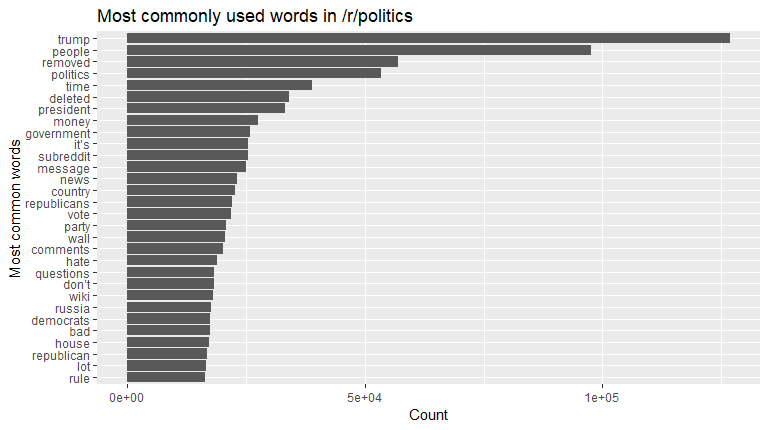 Most commonly used words in /r/politics
Most common words
trump
people
removed
politics
time
deleted
president
money
government
it's
subreddit
message
news
country
republicans
vote
party
wall
comments
hate
questions
don't
wiki
russia
democrats
bad
house
republican
lot
rule
0e+00 5e+04 1e+05
Count